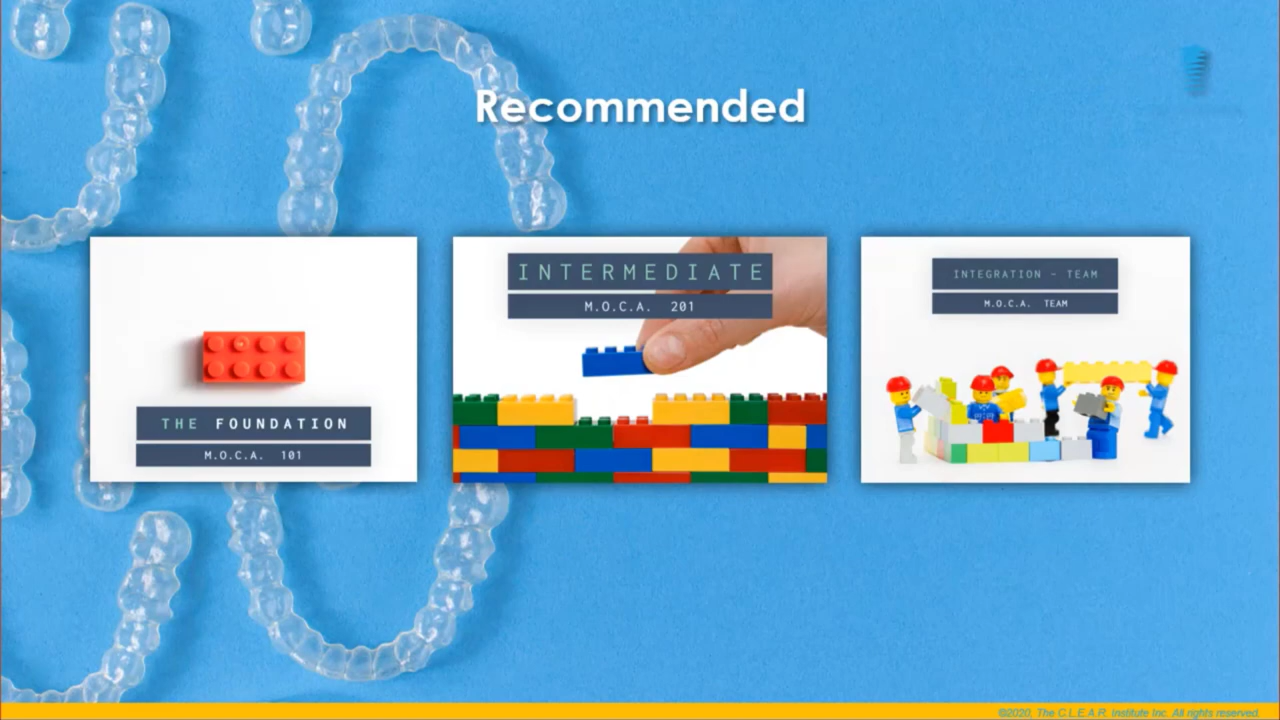 Recommended
THE FOUNDATION
M.O.C.A. 101
INTERMEDIATE
M.O.C.A. 201
INTEGRATION - TEAM
M.O.C.A. TEAM
©2020, The C.L.E.A.R. Institute Inc. All rights reserved.